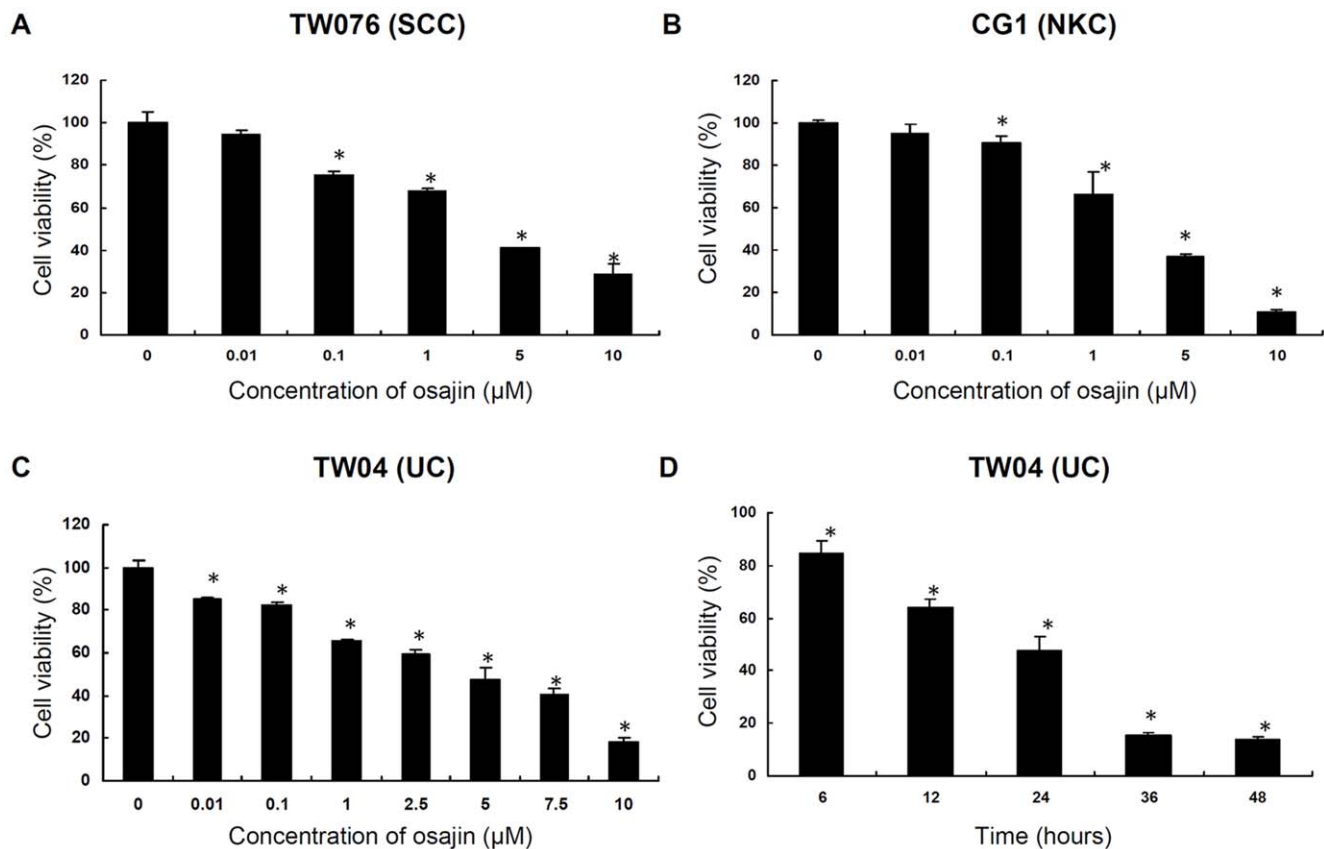 A
TW076 (SCC)
120
100
80
60
40
20
0
Cell viability (%)
*
*
*
*
0 0.01 0.1 1 5 10
Concentration of osajin (µM)
B
CG1 (NKC)
120
100
80
60
40
20
0
Cell viability (%)
*
*
*
*
0 0.01 0.1 1 5 10
Concentration of osajin (µM)
C
TW04 (UC)
120
100
80
60
40
20
0
Cell viability (%)
*
*
*
*
*
*
*
0 0.01 0.1 1 2.5 5 7.5 10
Concentration of osajin (µM)
D
TW04 (UC)
100
80
60
40
20
0
Cell viability (%)
*
*
*
*
*
6 12 24 36 48
Time (hours)